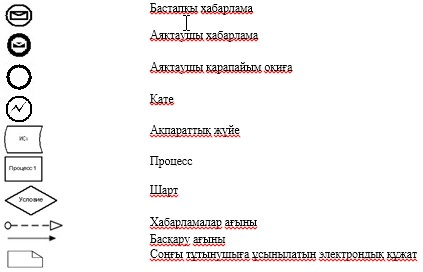 Бастапқы хабарлама
Аяқтаушы хабарлама
Аяқтаушы қарапайым оқиға
Қате
ИС1
Ақпараттық жүйе
Процесс 1
Процесс
Условие
Шарт
Хабарламалар ағыны
Басқару ағыны
Соңғы тұтынушыға ұсынылатын электрондық құжат